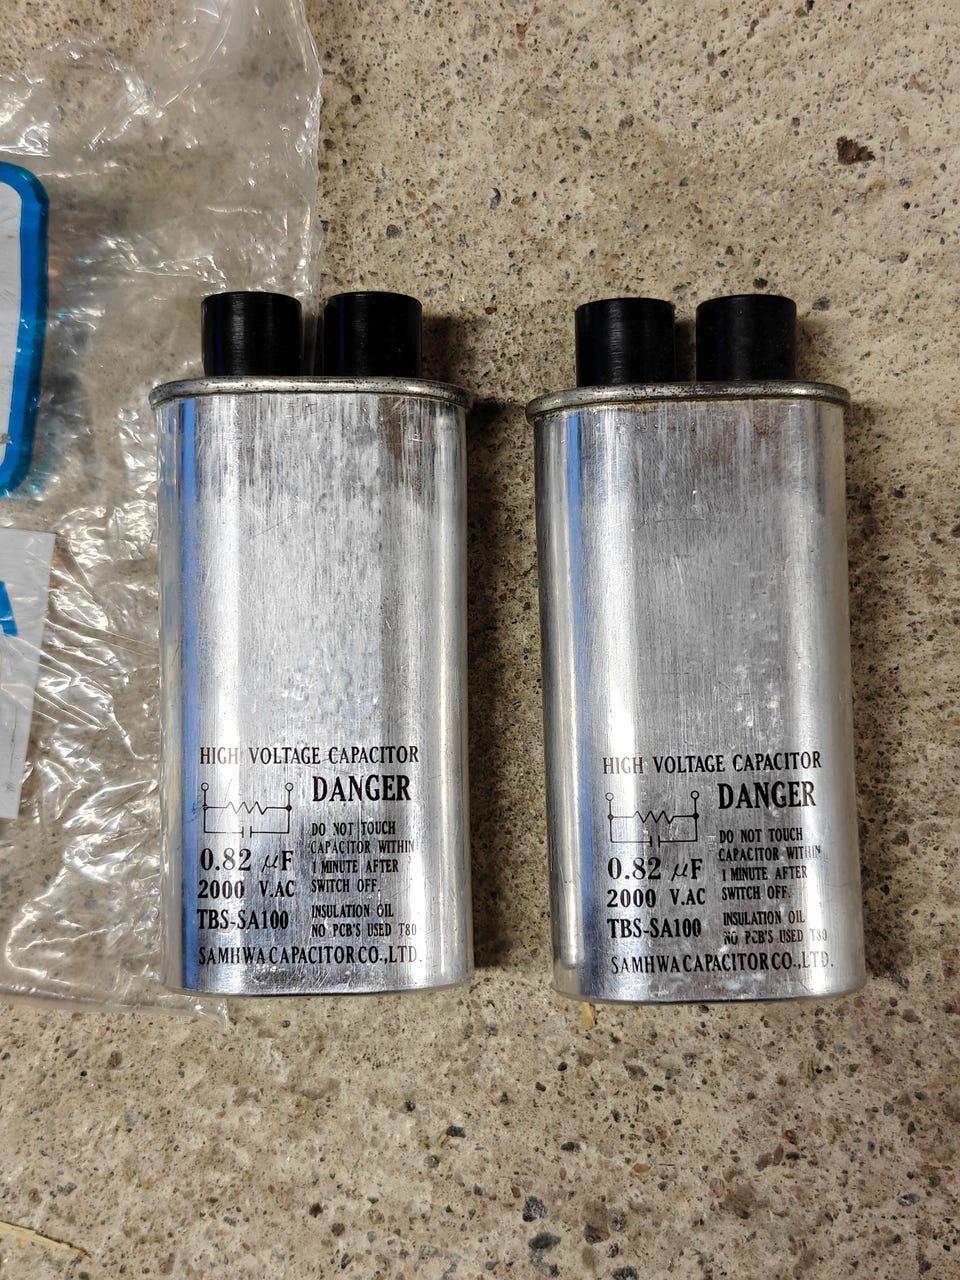 HIGH VOLTAGE CAPACITOR
DANGER
DO NOT TOUCH
CAPACITOR WITHIN
1 MINUTE AFTER
SWITCH OFF.
0.82 µF
2000 V.AC
TBS-SA100
INSULATION OIL
NO PCB'S USED T80
SAMHWA CAPACITOR CO.,LTD.
HIGH VOLTAGE CAPACITOR
DANGER
DO NOT TOUCH
CAPACITOR WITHIN
1 MINUTE AFTER
SWITCH OFF.
0.82 µF
2000 V.AC
TBS-SA100
INSULATION OIL
NO PCB'S USED T80
SAMHWA CAPACITOR CO.,LTD.